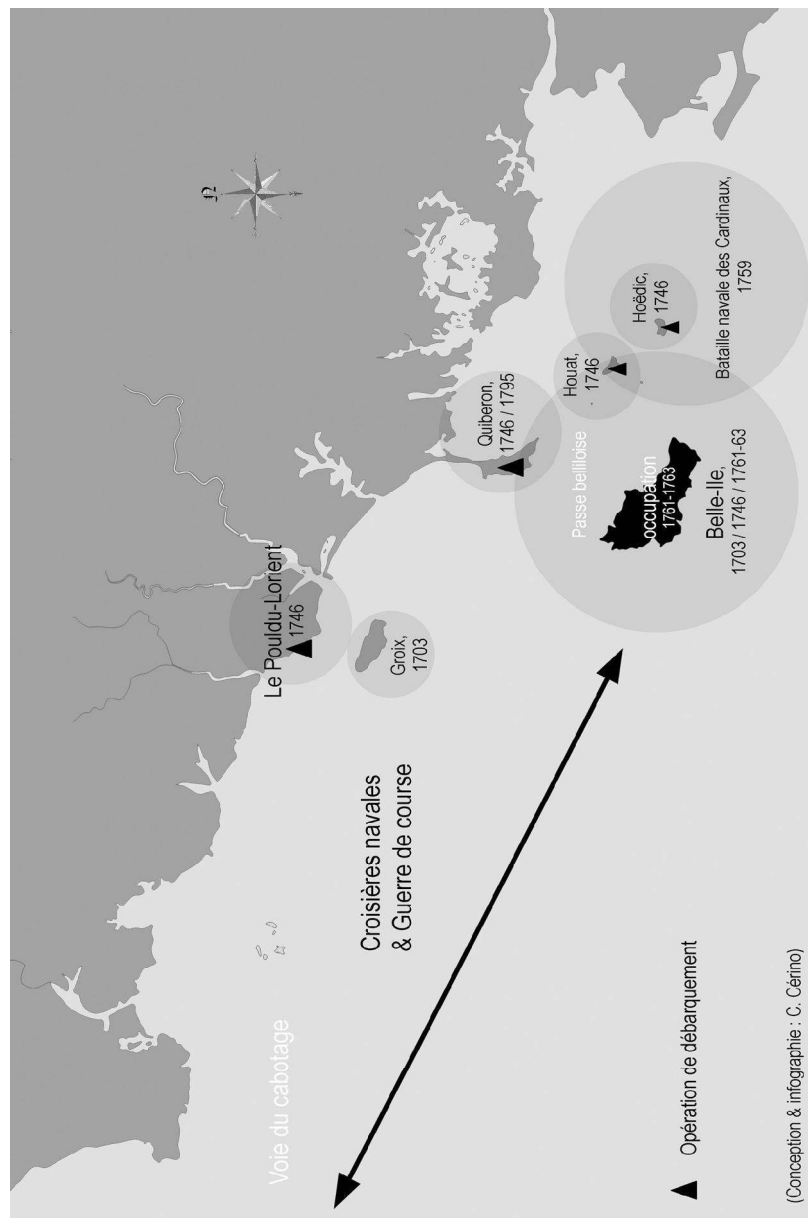 N
Le Pouldu-Lorient
1746
Groix,
1703
Quiberon,
1746 / 1795
Passe belliloise
Houat,
1746
Hoëdic,
1746
occupation
1761-1763
Belle-Ile,
1703 / 1746 / 1761-63
Bataille navale des Cardinaux,
1759
Croisières navales
& Guerre de course
Voie du cabotage
Opération de débarquement
(Conception & infographie : C. Cérino)